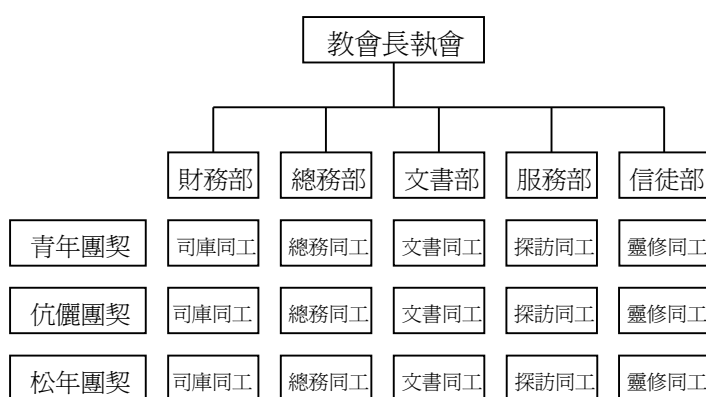 教會長執會
財務部 總務部 文書部 服務部 信徒部
青年團契 司庫同工 總務同工 文書同工 探訪同工 靈修同工
伉儷團契 司庫同工 總務同工 文書同工 探訪同工 靈修同工
松年團契 司庫同工 總務同工 文書同工 探訪同工 靈修同工